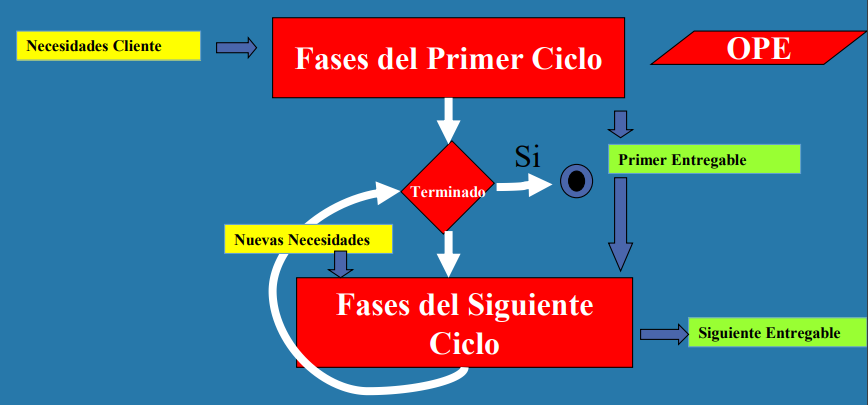 Necesidades Cliente
Fases del Primer Ciclo
OPE
Si
Primer Entregable
Terminado
Nuevas Necesidades
Fases del Siguiente
Ciclo
Siguiente Entregable